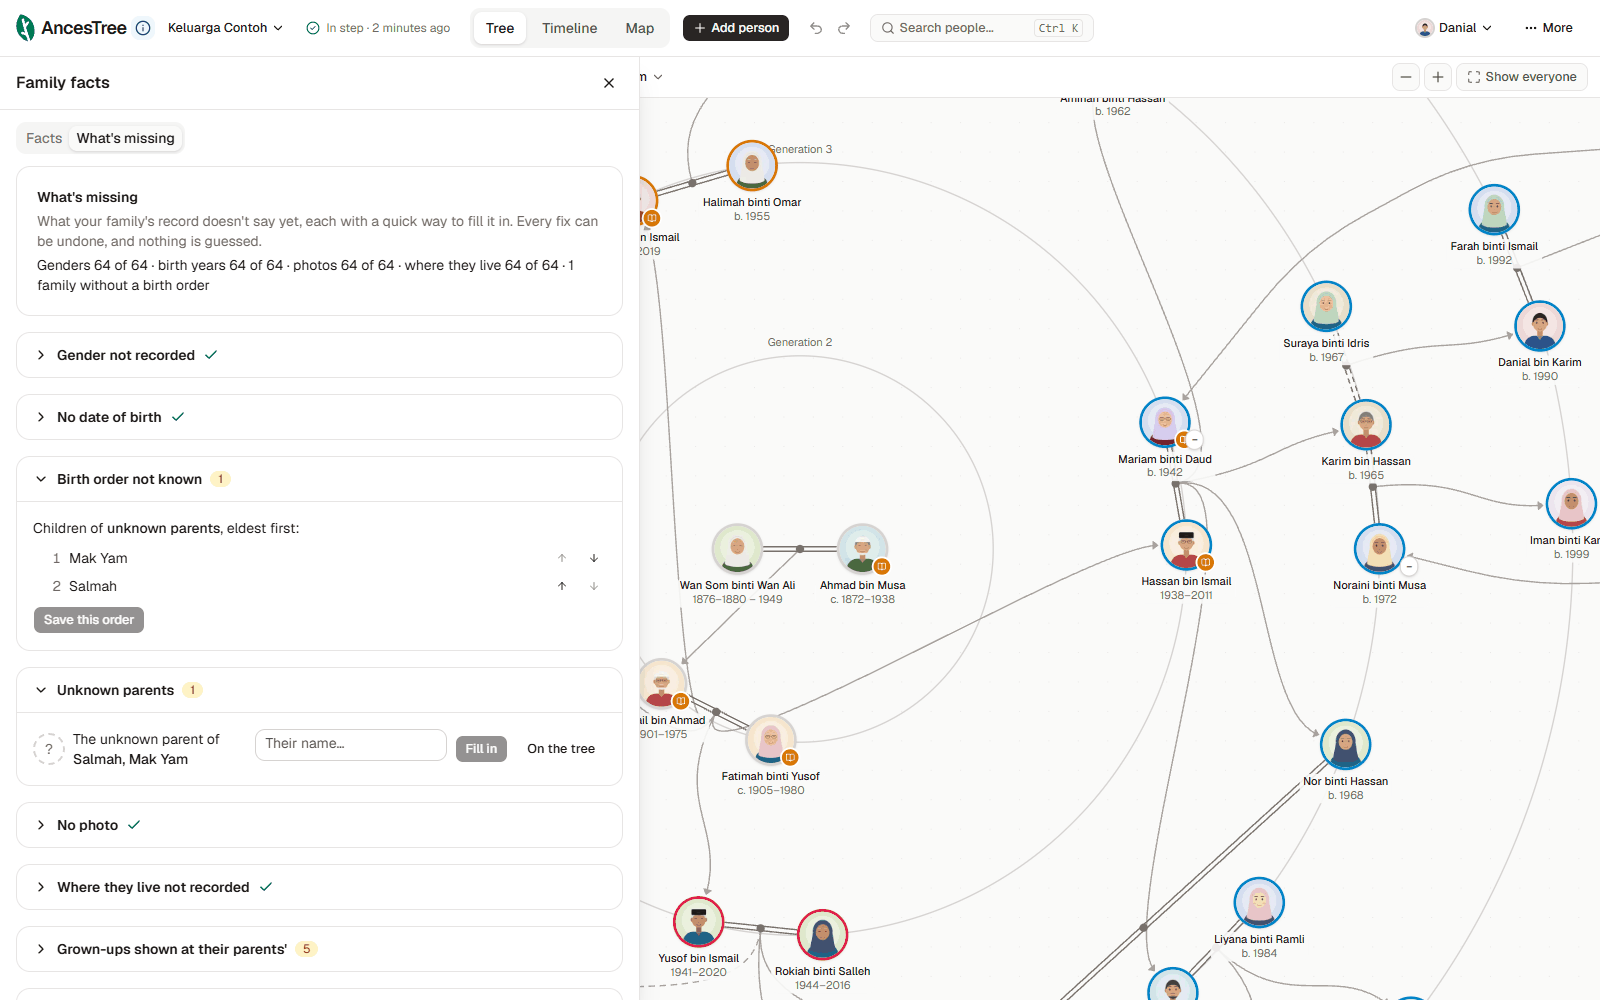 AncesTree
Keluarga Contoh
In step · 2 minutes ago
Tree
Timeline
Map
+ Add person
Search people...
Ctrl K
Danial
··· More
Family facts
Facts
What's missing
What's missing
What your family's record doesn't say yet, each with a quick way to fill it in. Every fix can
be undone, and nothing is guessed.
Genders 64 of 64 · birth years 64 of 64 · photos 64 of 64 · where they live 64 of 64 · 1
family without a birth order
Gender not recorded
No date of birth
Birth order not known 1
Children of unknown parents, eldest first:
1 Mak Yam
2 Salmah
Save this order
Unknown parents 1
?
The unknown parent of
Salmah, Mak Yam
Their name...
Fill in
On the tree
No photo
Where they live not recorded
Grown-ups shown at their parents' 5
Show everyone
Aminah binti Hassan
b. 1962
Generation 3
Halimah binti Omar
b. 1955
n Ismail
2019
Farah binti Ismail
b. 1992
Suraya binti Idris
b. 1967
Danial bin Karim
b. 1990
Generation 2
Mariam binti Daud
b. 1942
Karim bin Hassan
b. 1965
Iman binti Kar
b. 1999
Wan Som binti Wan Ali
1876–1880 – 1949
Ahmad bin Musa
c. 1872–1938
Hassan bin Ismail
1938–2011
Noraini binti Musa
b. 1972
ail bin Ahmad
901–1975
Fatimah binti Yusof
c. 1905–1980
Nor binti Hassan
b. 1968
Yusof bin Ismail
1941–2020
Rokiah binti Salleh
1944–2016
Liyana binti Ramli
b. 1984